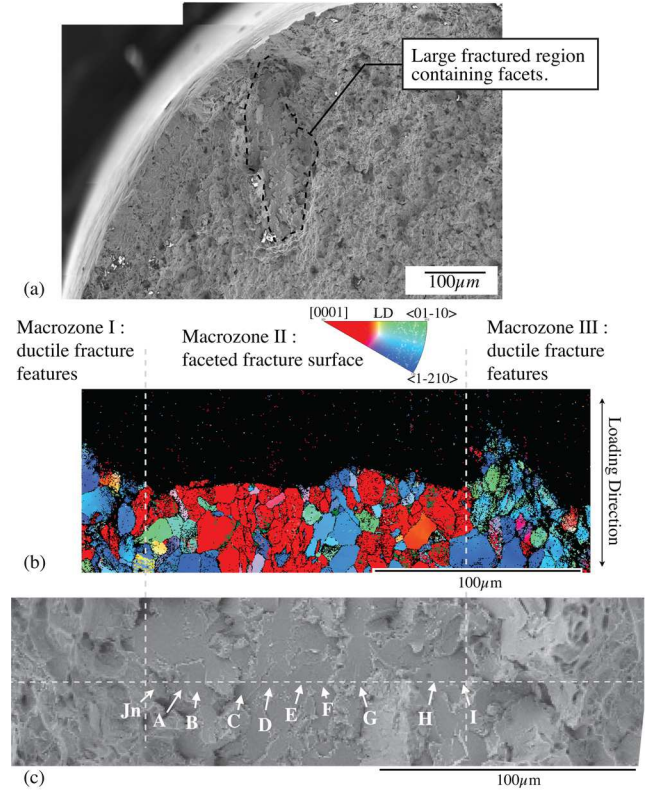 Large fractured region
containing facets.
(a)
100μm
Macrozone I :
ductile fracture
features
Macrozone II :
faceted fracture surface
[0001] LD <01-10>
<1-210>
Macrozone III :
ductile fracture
features
Loading Direction
(b)
100μm
Jn A B C D E F G H I
(c)
100μm